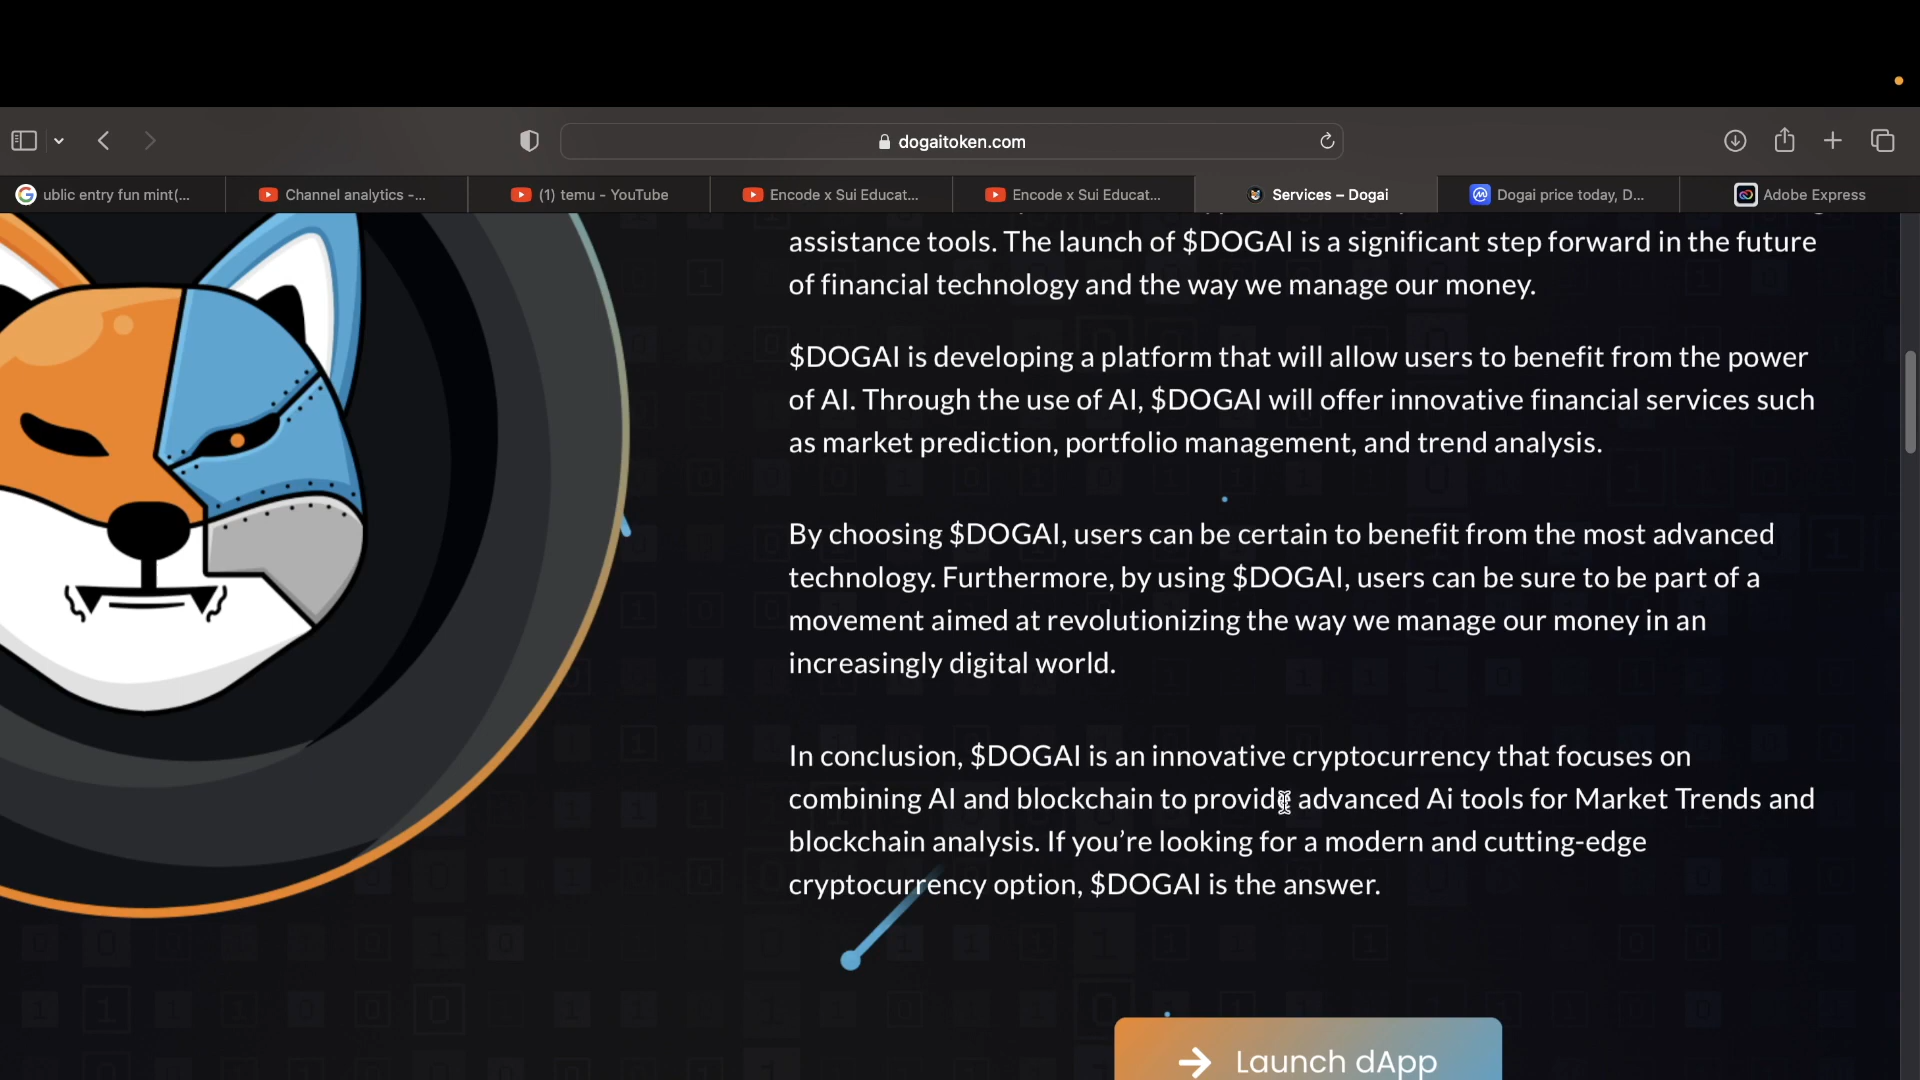 dogaitoken.com
ublic entry fun mint(...
Channel analytics -...
(1) temu - YouTube
Encode x Sui Educat...
Encode x Sui Educat...
Services – Dogai
Dogai price today, D...
Adobe Express
assistance tools. The launch of $DOGAI is a significant step forward in the future
of financial technology and the way we manage our money.
$DOGAI is developing a platform that will allow users to benefit from the power
of AI. Through the use of AI, $DOGAI will offer innovative financial services such
as market prediction, portfolio management, and trend analysis.
By choosing $DOGAI, users can be certain to benefit from the most advanced
technology. Furthermore, by using $DOGAI, users can be sure to be part of a
movement aimed at revolutionizing the way we manage our money in an
increasingly digital world.
In conclusion, $DOGAI is an innovative cryptocurrency that focuses on
combining AI and blockchain to provide advanced Ai tools for Market Trends and
blockchain analysis. If you’re looking for a modern and cutting-edge
cryptocurrency option, $DOGAI is the answer.
Launch dApp